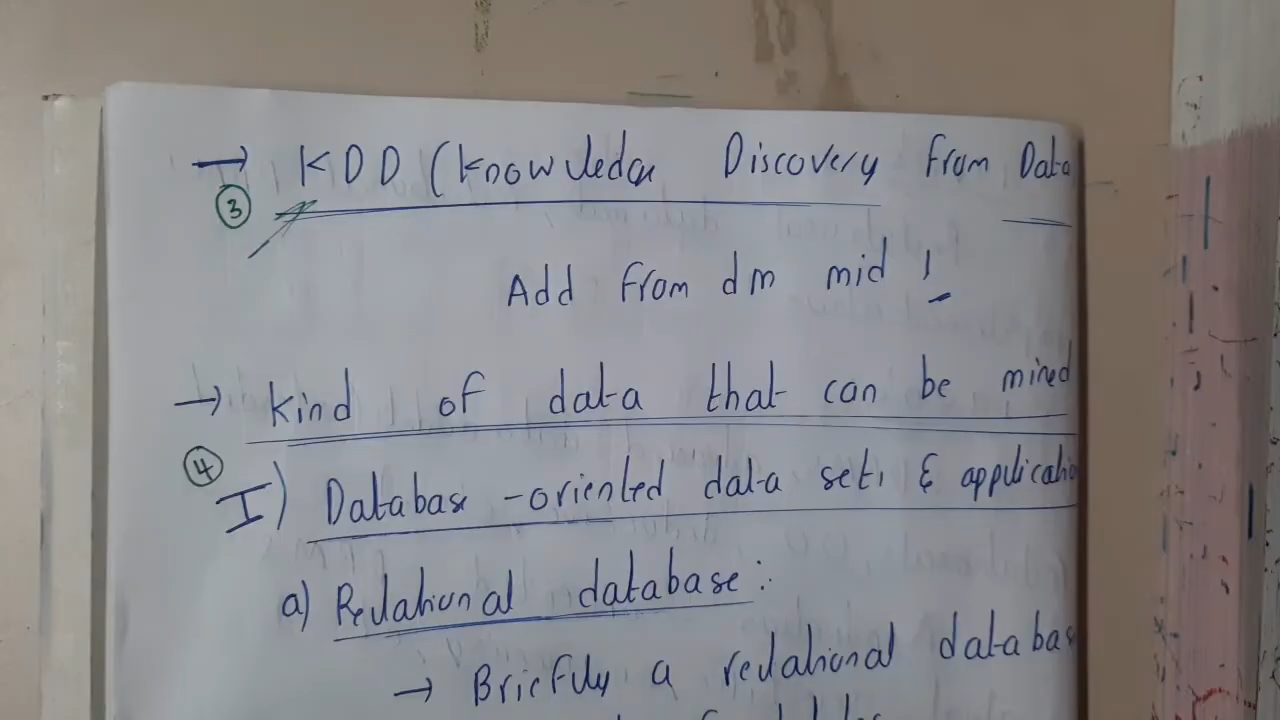 → KDD (Knowledge Discovery From Data
③
Add From dm mid 1
→ Kind of data that can be mined
④
I) Database-oriented data sets & applicatio
a) Relational database:
→ Briefly a relational databas